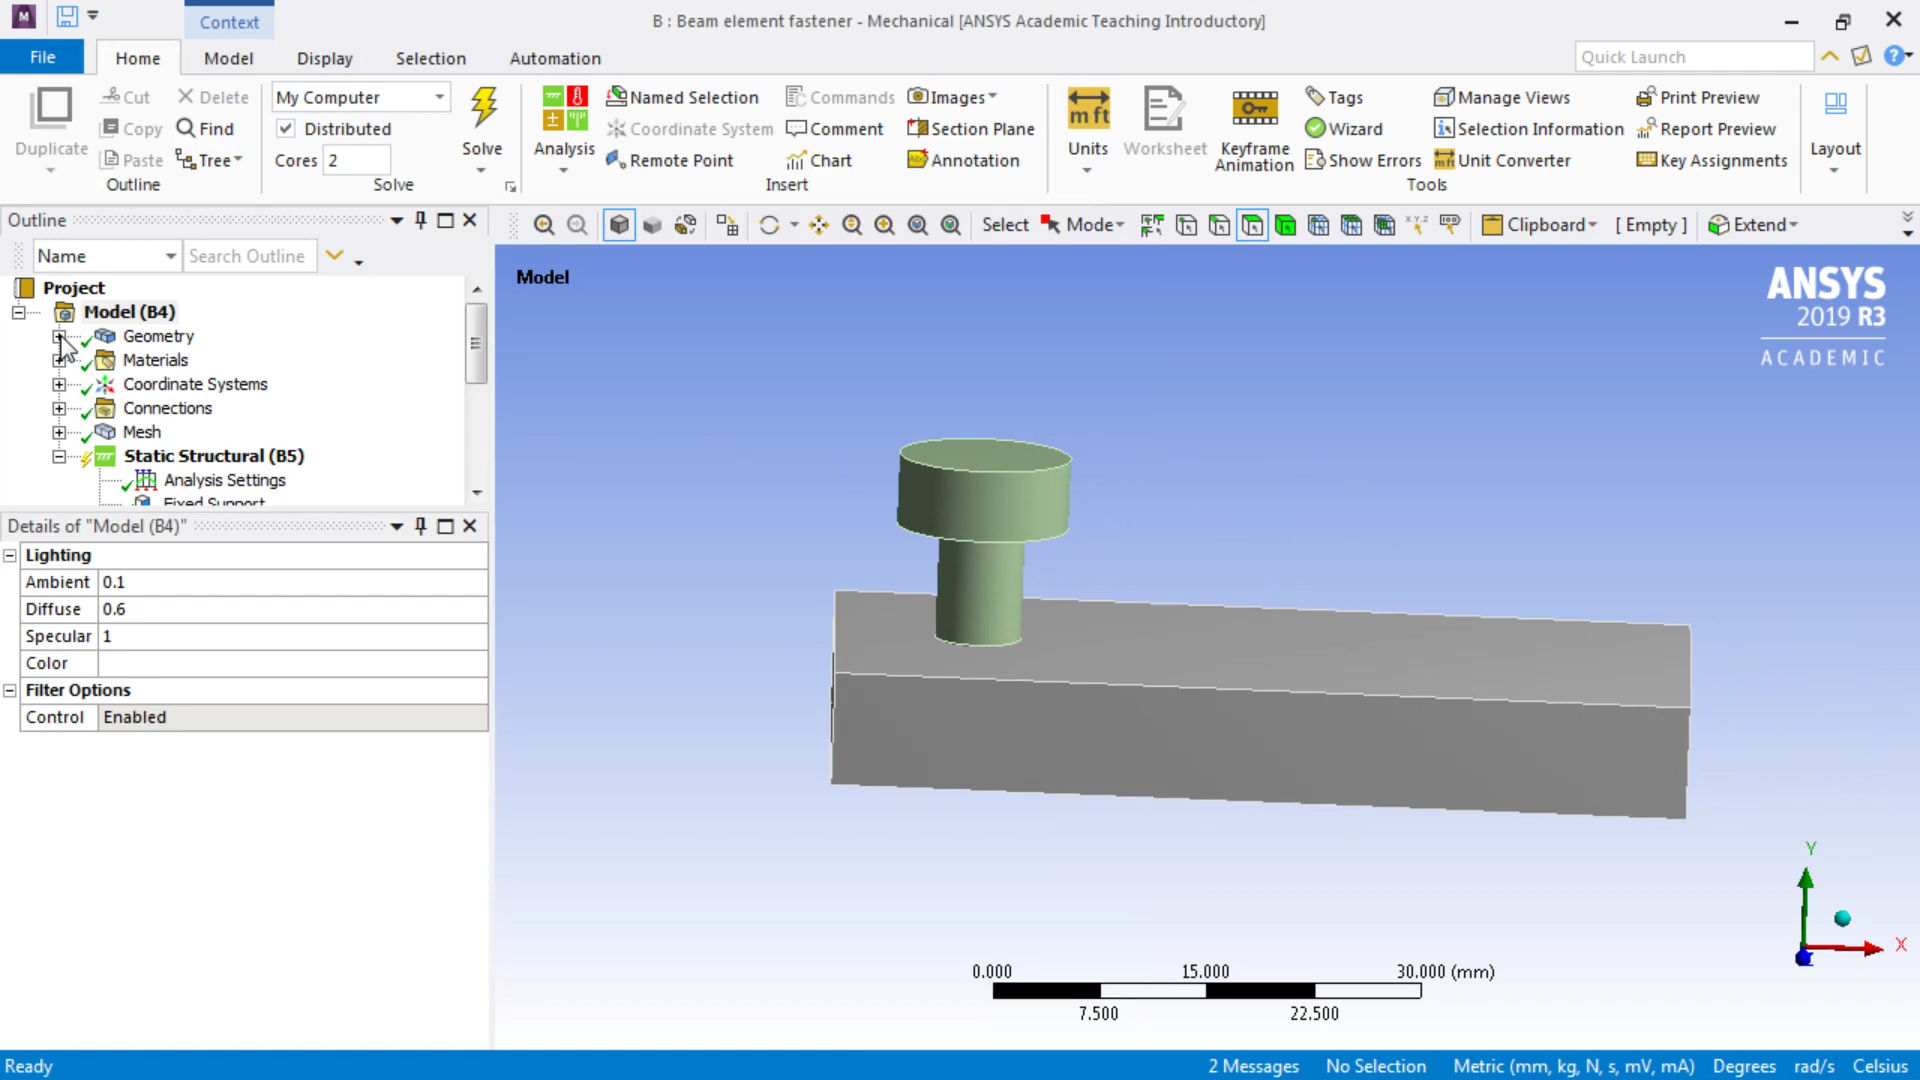 Context
B : Beam element fastener - Mechanical [ANSYS Academic Teaching Introductory]
File
Home
Model
Display
Selection
Automation
Quick Launch
Duplicate
Cut
Copy
Paste
Delete
Find
Tree
Outline
My Computer
Distributed
Cores 2
Solve
Solve
Analysis
Named Selection
Coordinate System
Remote Point
Commands
Comment
Chart
Images
Section Plane
Annotation
Insert
Units
Worksheet
Keyframe
Animation
Tags
Wizard
Show Errors
Manage Views
Selection Information
Unit Converter
Print Preview
Report Preview
Key Assignments
Tools
Layout
Outline
Name
Search Outline
Select
Mode
Clipboard
[ Empty ]
Extend
Project
Model (B4)
Geometry
Materials
Coordinate Systems
Connections
Mesh
Static Structural (B5)
Analysis Settings
Fixed Support
Details of "Model (B4)"
Lighting
Ambient 0.1
Diffuse 0.6
Specular 1
Color
Filter Options
Control Enabled
Model
ANSYS
2019 R3
ACADEMIC
0.000 15.000 30.000 (mm)
7.500 22.500
Y
X
Ready
2 Messages
No Selection
Metric (mm, kg, N, s, mV, mA)
Degrees
rad/s
Celsius